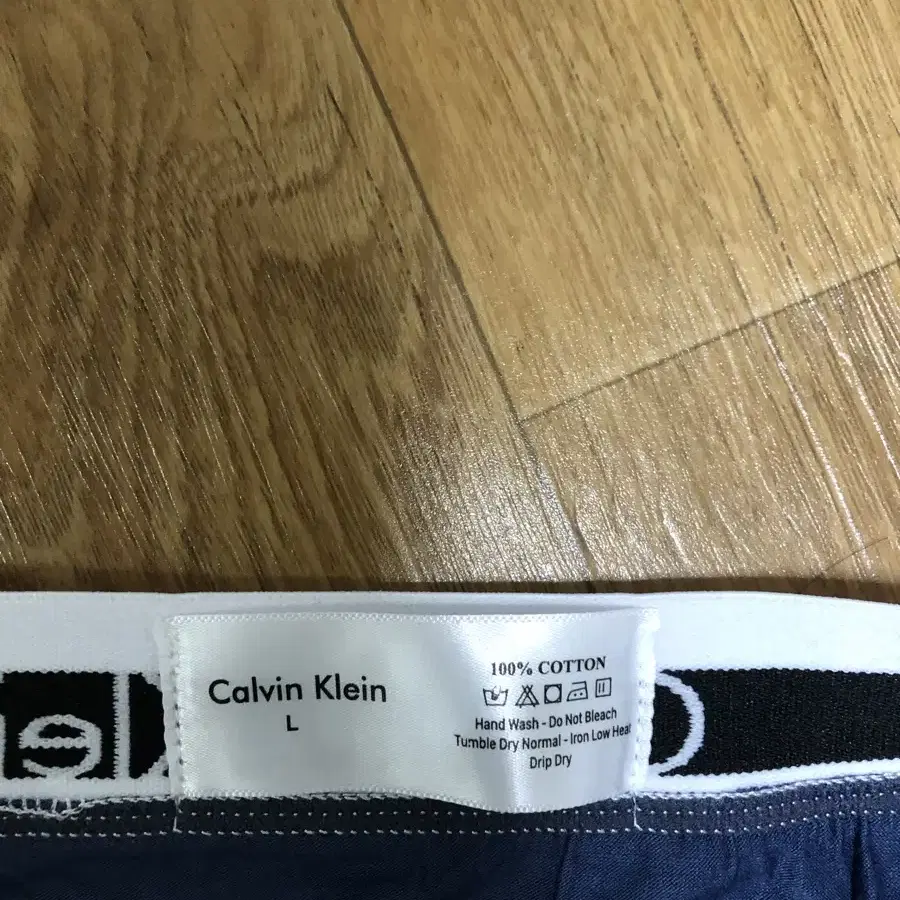 Calvin Klein
L
100% COTTON
Hand Wash - Do Not Bleach
Tumble Dry Normal - Iron Low Heat
Drip Dry